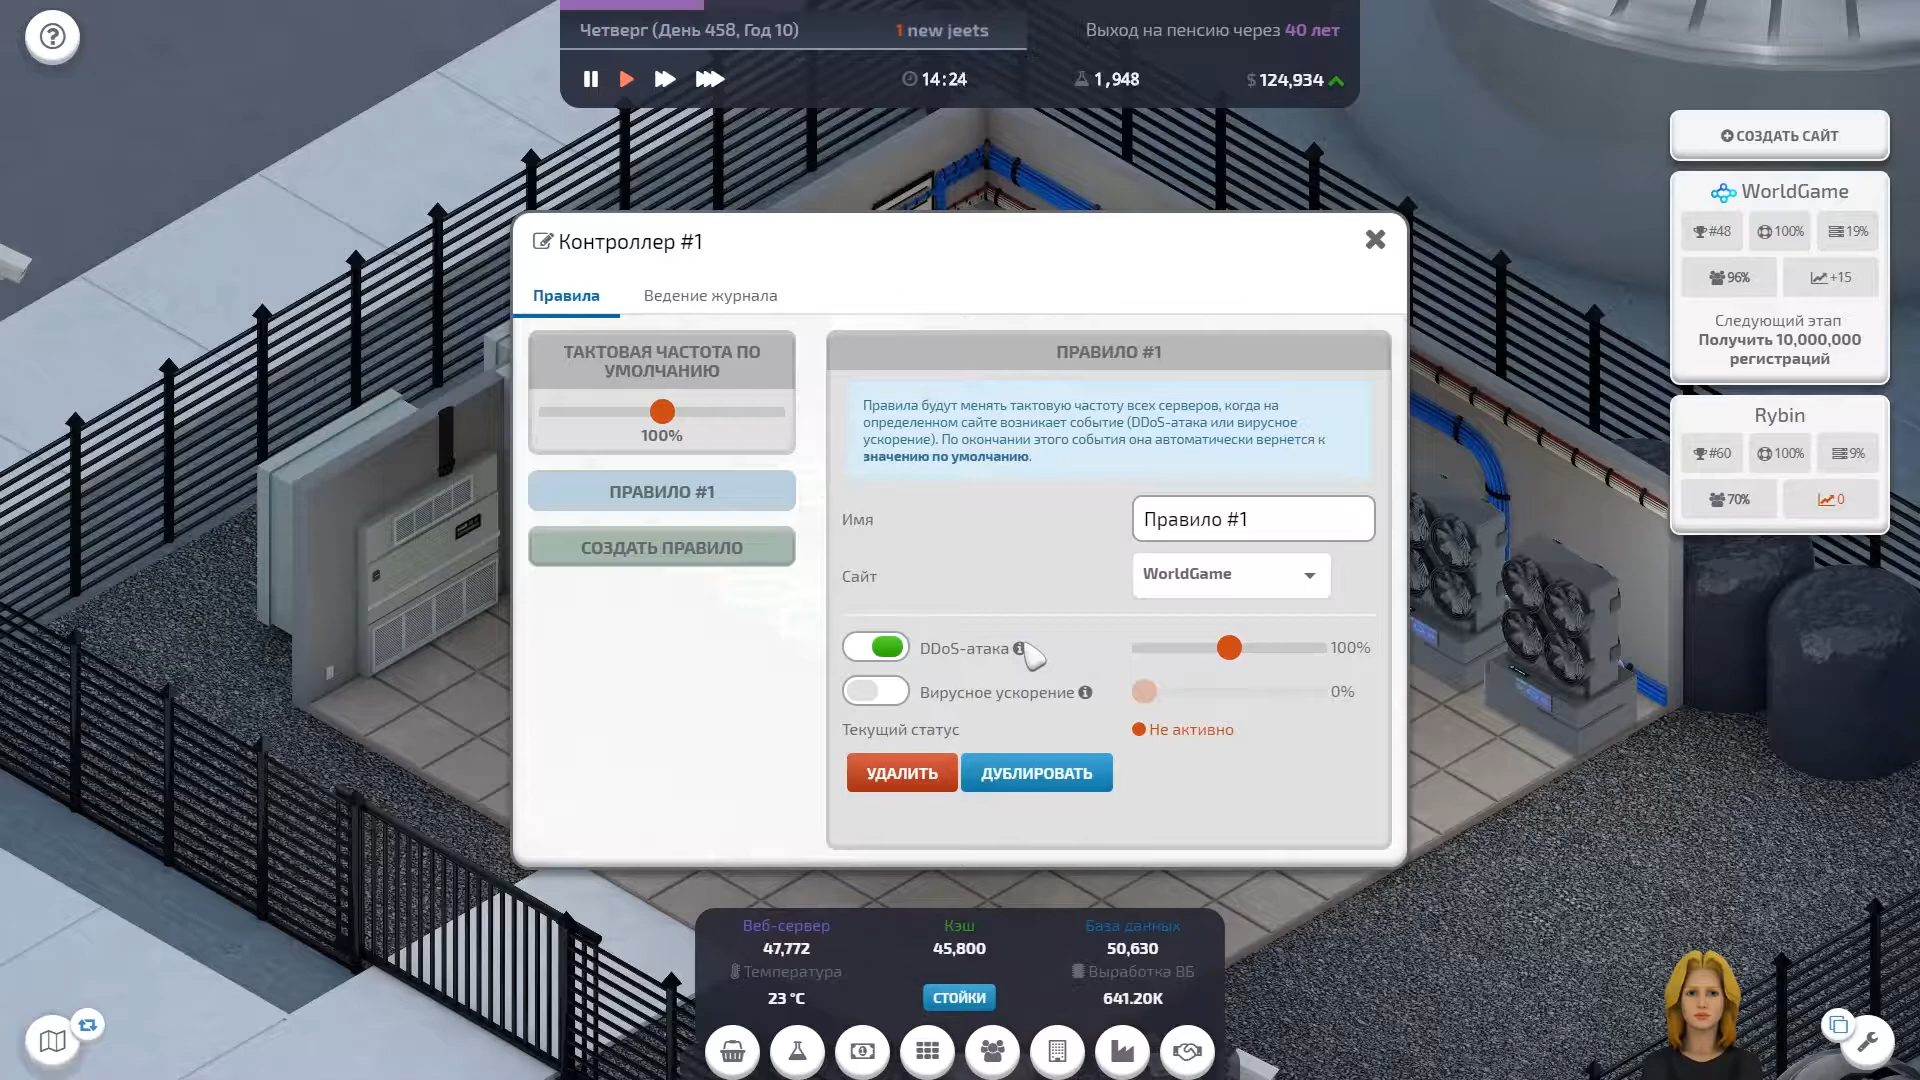 Четверг (День 458, Год 10)
1 new jeets
Выход на пенсию через 40 лет
14:24
1,948
$ 124,934
СОЗДАТЬ САЙТ
WorldGame
#48
100%
19%
96%
+15
Следующий этап
Получить 10,000,000
регистраций
Rybin
#60
100%
9%
70%
0
Контроллер #1
Правила
Ведение журнала
ТАКТОВАЯ ЧАСТОТА ПО
УМОЛЧАНИЮ
100%
ПРАВИЛО #1
СОЗДАТЬ ПРАВИЛО
ПРАВИЛО #1
Правила будут менять тактовую частоту всех серверов, когда на
определенном сайте возникает событие (DDoS-атака или вирусное
ускорение). По окончании этого события она автоматически вернется к
значению по умолчанию.
Имя
Правило #1
Сайт
WorldGame
DDoS-атака
100%
Вирусное ускорение
0%
Текущий статус
Не активно
УДАЛИТЬ
ДУБЛИРОВАТЬ
Веб-сервер
Кэш
База данных
47,772
45,800
50,630
Температура
Выработка ВБ
23 °C
СТОЙКИ
641.20K